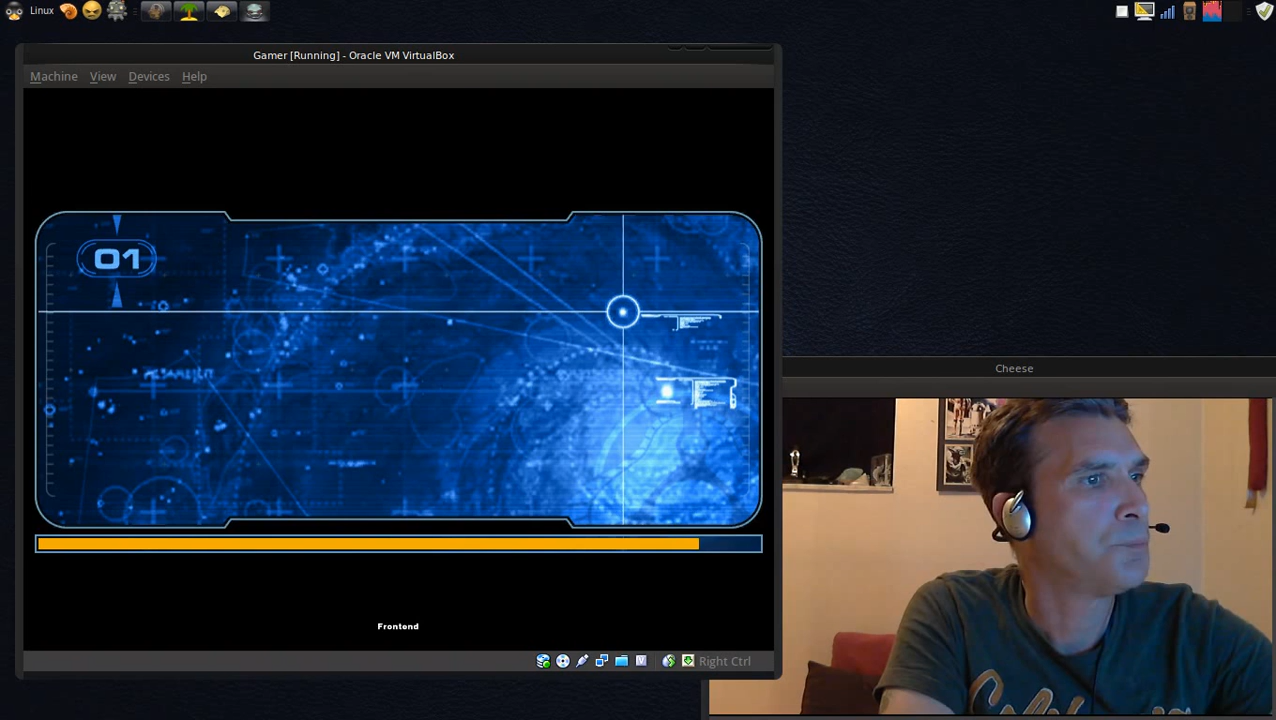 Linux
Gamer [Running] - Oracle VM VirtualBox
Machine View Devices Help
01
Cheese
Frontend
Right Ctrl